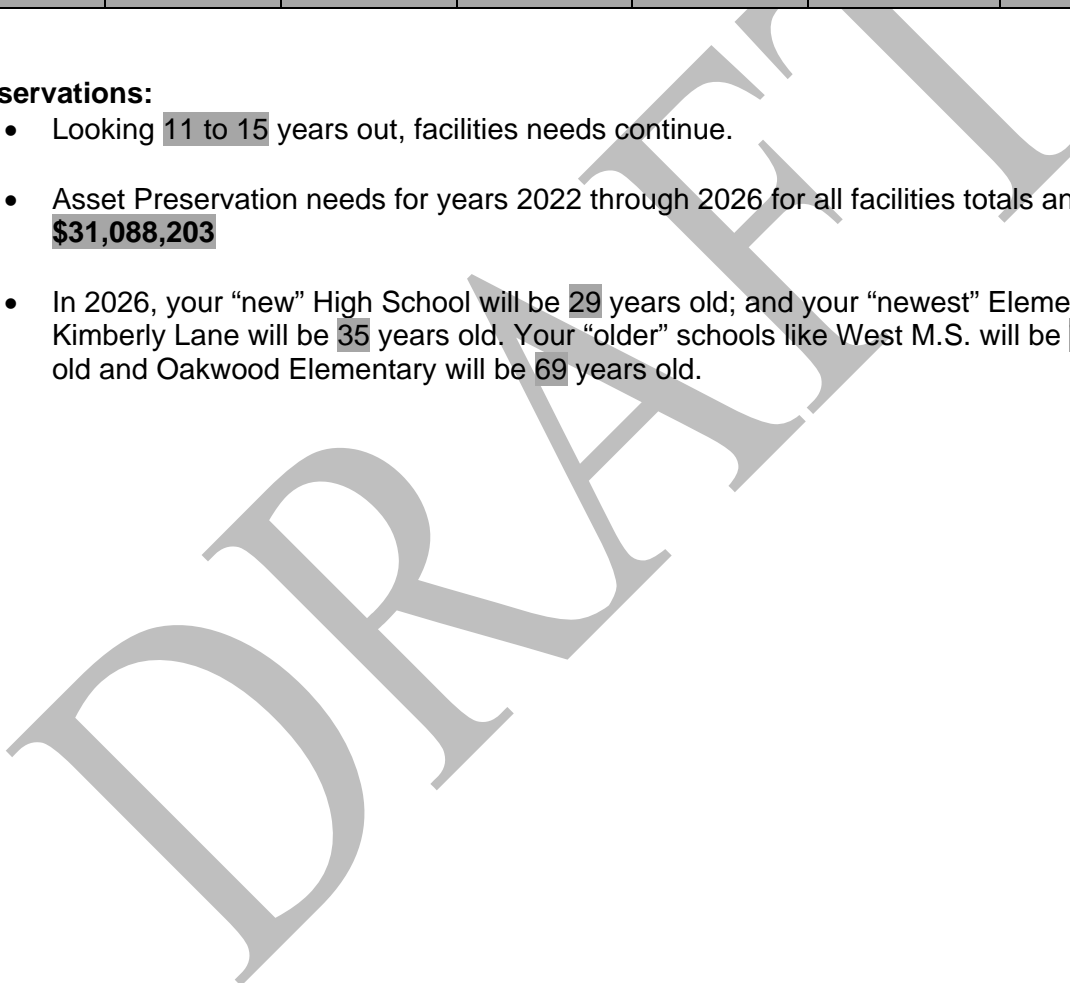 servations:
• Looking 11 to 15 years out, facilities needs continue.
• Asset Preservation needs for years 2022 through 2026 for all facilities totals an
$31,088,203
• In 2026, your “new” High School will be 29 years old; and your “newest” Eleme
Kimberly Lane will be 35 years old. Your “older” schools like West M.S. will be
old and Oakwood Elementary will be 69 years old.
DRAFT